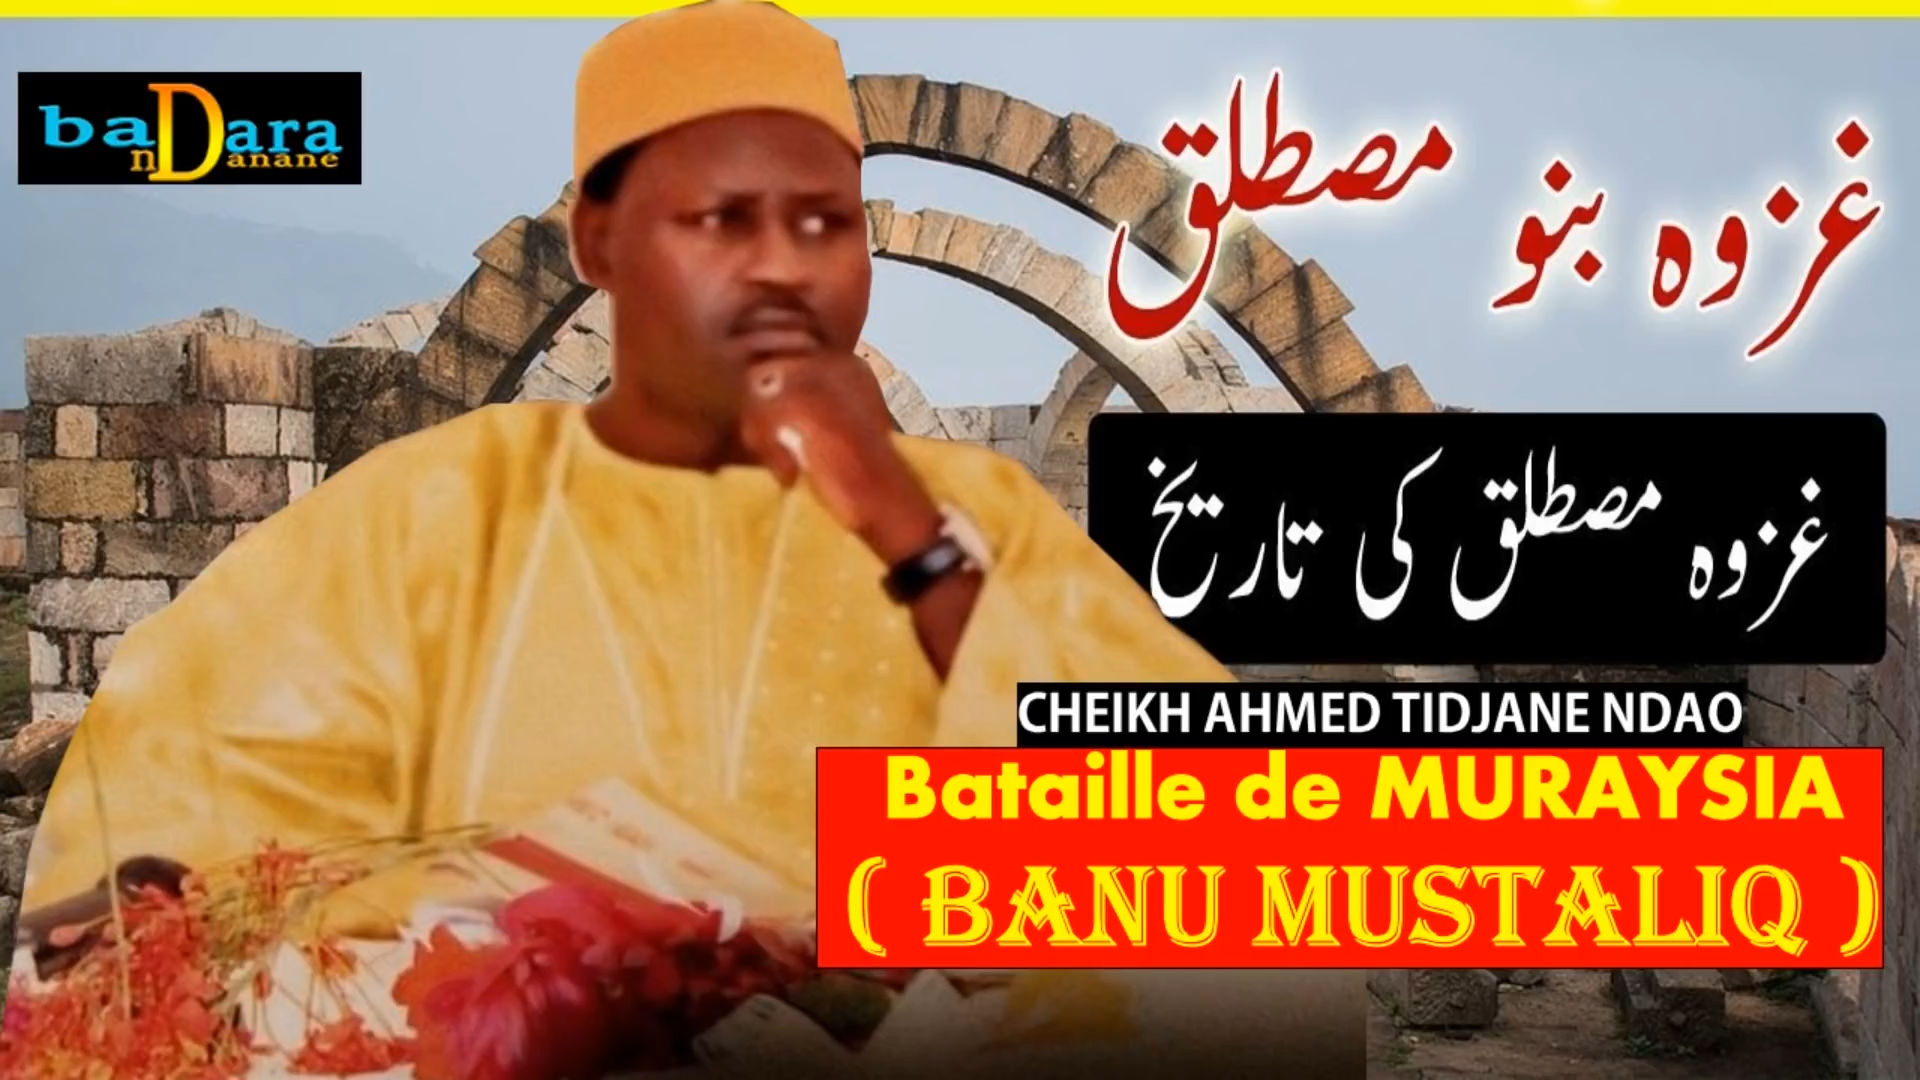 baDara
nDanane
غزوہ بنو مصطلق
غزوہ مصطلق کی تاریخ
CHEIKH AHMED TIDJANE NDAO
Bataille de MURAYSIA
( BANU MUSTALIQ )